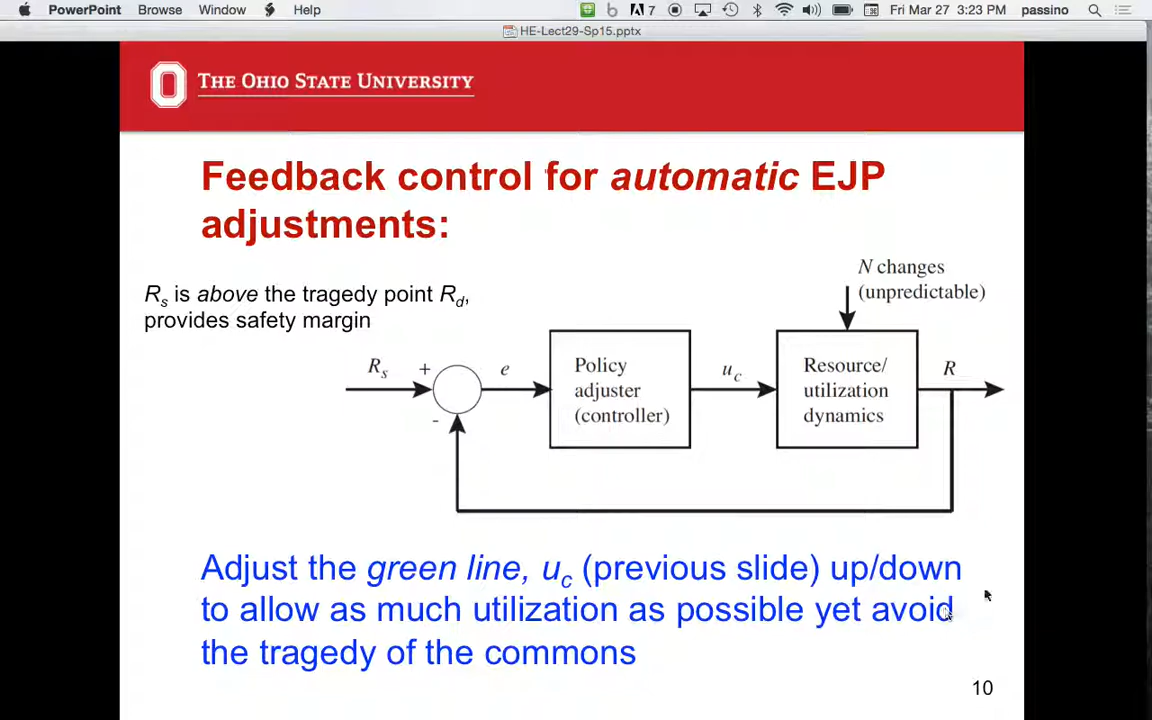 PowerPoint Browse Window Help 7 Fri Mar 27 3:23 PM passino
HE-Lect29-Sp15.pptx
THE OHIO STATE UNIVERSITY
Feedback control for automatic EJP
adjustments:
N changes
(unpredictable)
Rs is above the tragedy point Rd,
provides safety margin
Rs
+
-
e
Policy
adjuster
(controller)
uc
Resource/
utilization
dynamics
R
Adjust the green line, uc (previous slide) up/down
to allow as much utilization as possible yet avoid
the tragedy of the commons
10